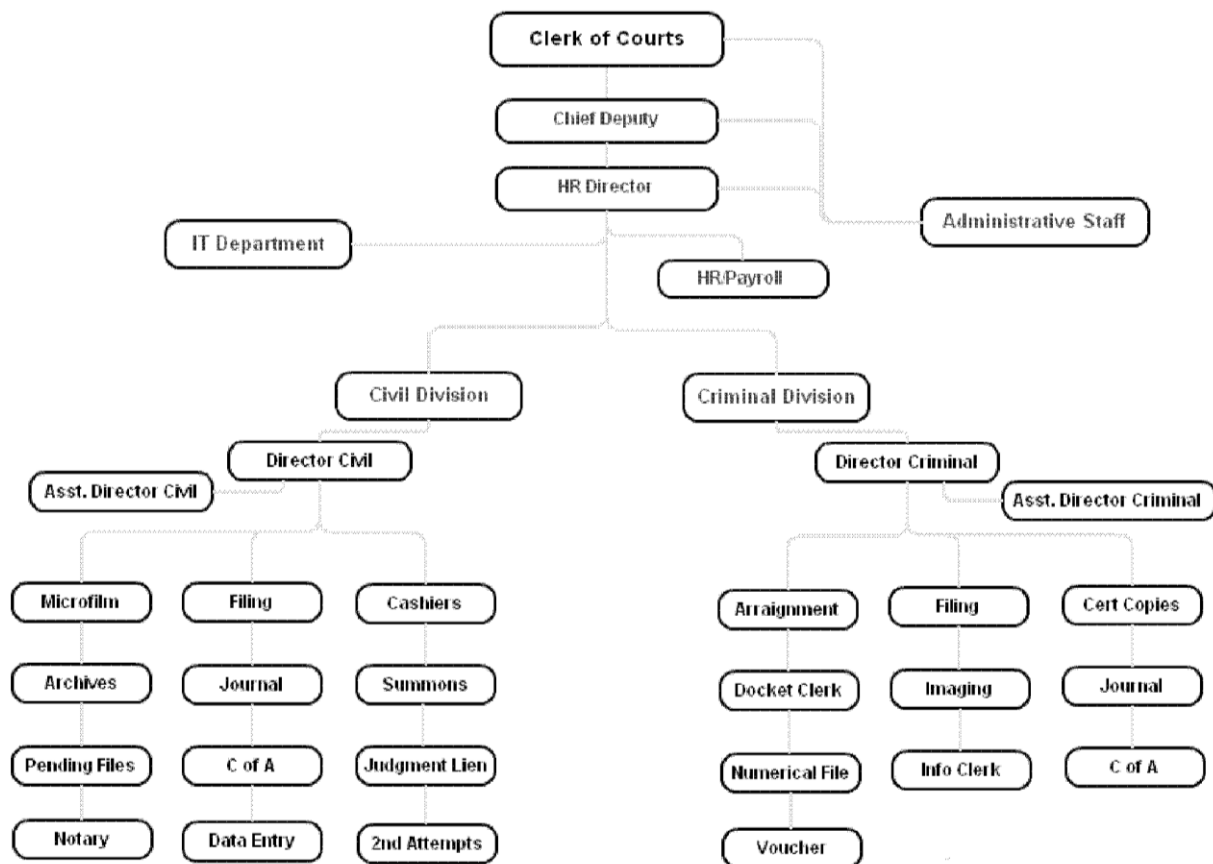 Clerk of Courts
Chief Deputy
HR Director
Administrative Staff
IT Department
HR/Payroll
Civil Division
Criminal Division
Director Civil
Director Criminal
Asst. Director Civil
Asst. Director Criminal
Microfilm
Filing
Cashiers
Arraignment
Filing
Cert Copies
Archives
Journal
Summons
Docket Clerk
Imaging
Journal
Pending Files
C of A
Judgment Lien
Numerical File
Info Clerk
C of A
Notary
Data Entry
2nd Attempts
Voucher